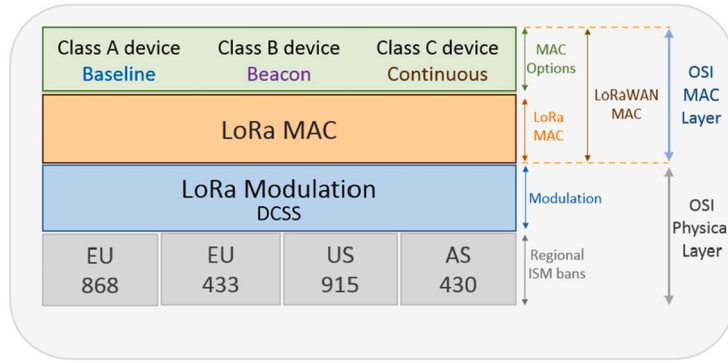 Class A device
Baseline
Class B device
Beacon
Class C device
Continuous
MAC
Options
LoRa MAC
LoRa
MAC
LoRaWAN
MAC
OSI
MAC
Layer
LoRa Modulation
DCSS
Modulation
EU
868
EU
433
US
915
AS
430
Regional
ISM bans
OSI
Physical
Layer